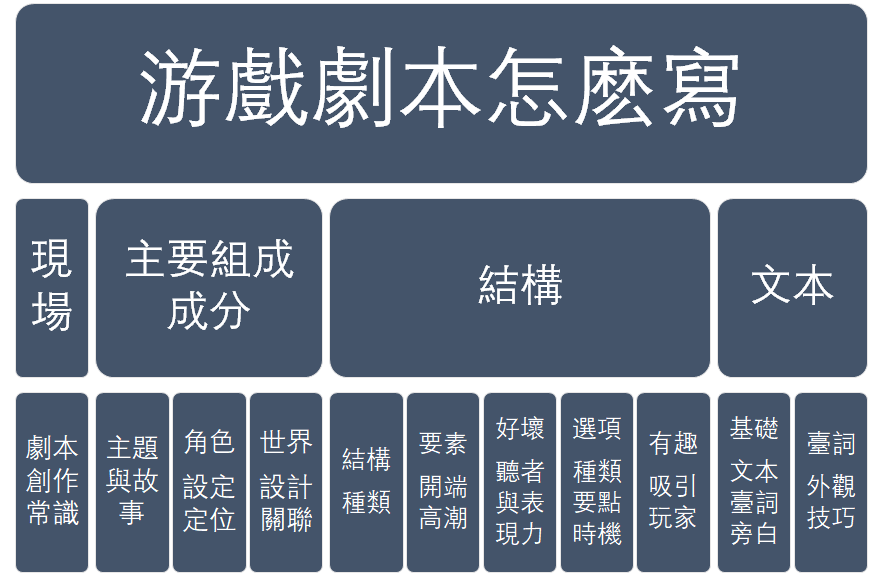 游戲劇本怎麽寫
現
場
主要組成
成分
結構
文本
劇本
創作
常識
主題
與故
事
角色
設定
定位
世界
設計
關聯
結構
種類
要素
開端
高潮
好壞
聽者
與表
現力
選項
種類
要點
時機
有趣
吸引
玩家
基礎
文本
臺詞
旁白
臺詞
外觀
技巧